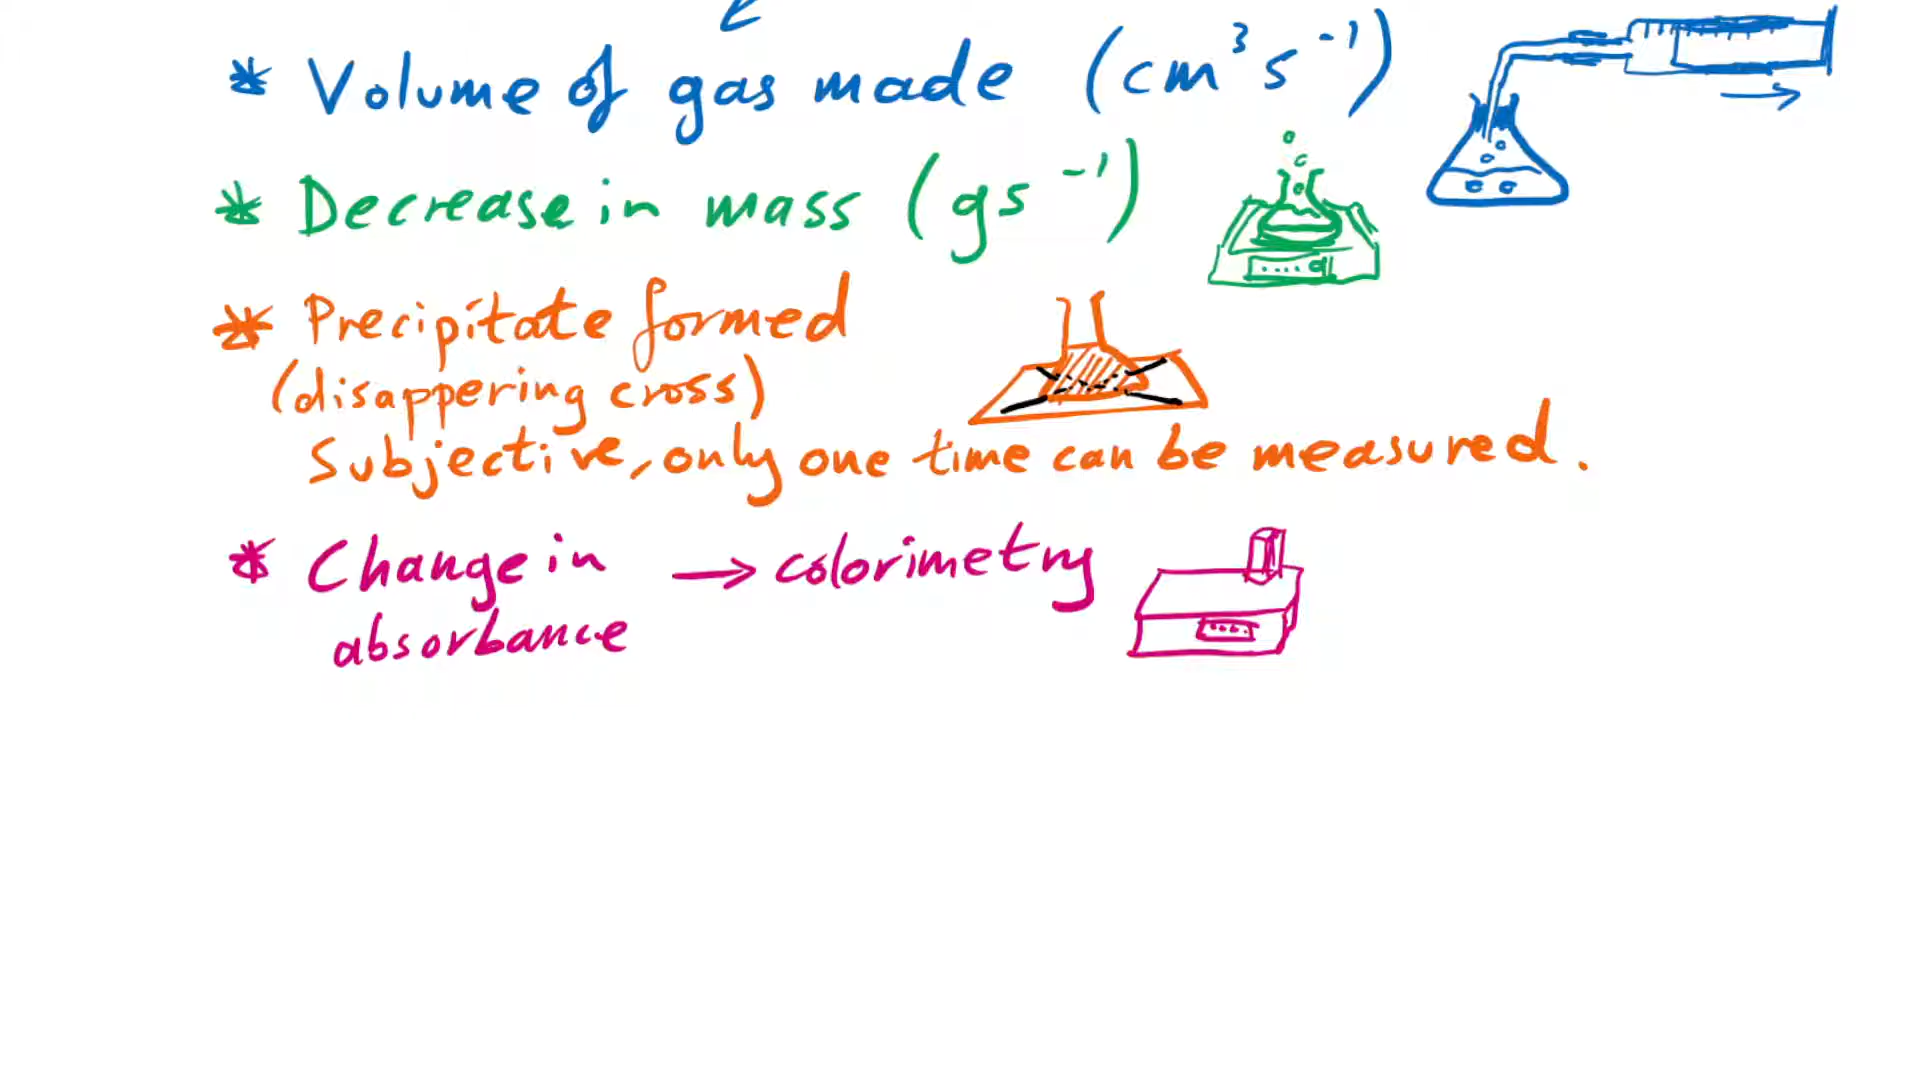 * Volume of gas made (cm³s⁻¹)
* Decrease in mass (gs⁻¹)
* Precipitate formed
(disappering cross)
Subjective, only one time can be measured.
* Change in → colorimetry
absorbance